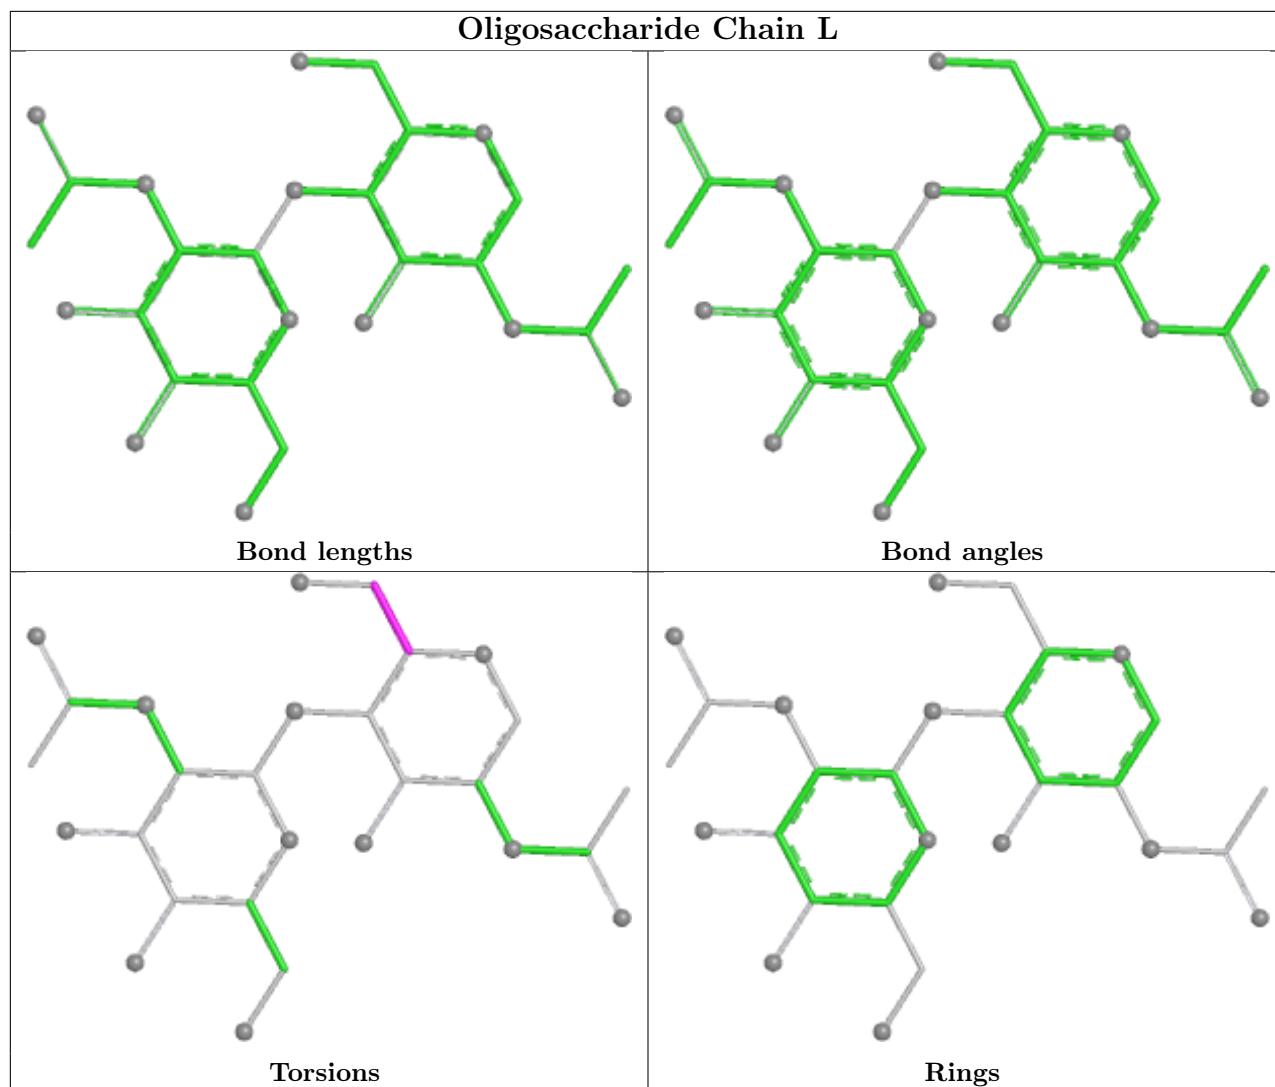 Oligosaccharide Chain L
Bond lengths
Bond angles
Torsions
Rings